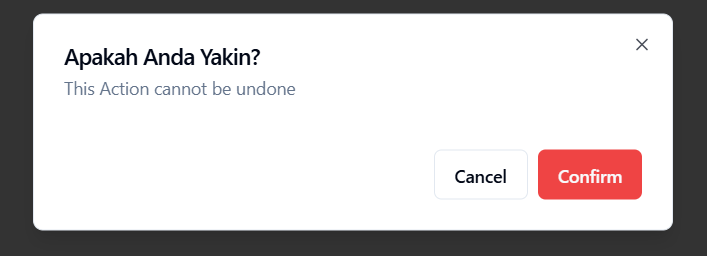 Apakah Anda Yakin?
This Action cannot be undone
Cancel
Confirm